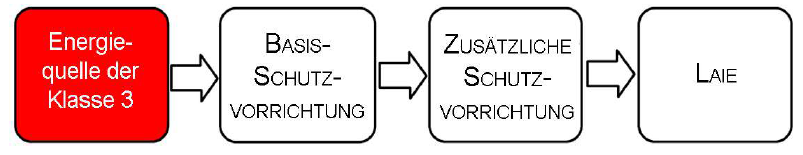 Energie-
quelle der
Klasse 3
BASIS-
SCHUTZ-
VORRICHTUNG
ZUSÄTZLICHE
SCHUTZ-
VORRICHTUNG
LAIE